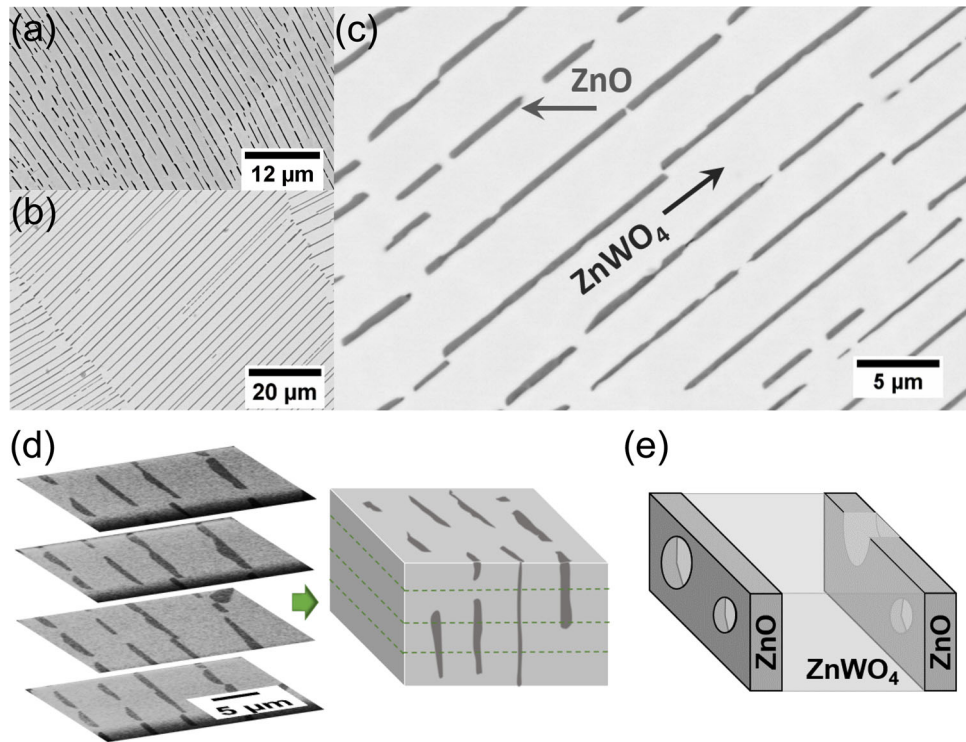 (a)
12 µm
(b)
20 µm
(c)
ZnO
ZnWO₄
5 µm
(d)
5 µm
(e)
ZnO
ZnWO₄
ZnO